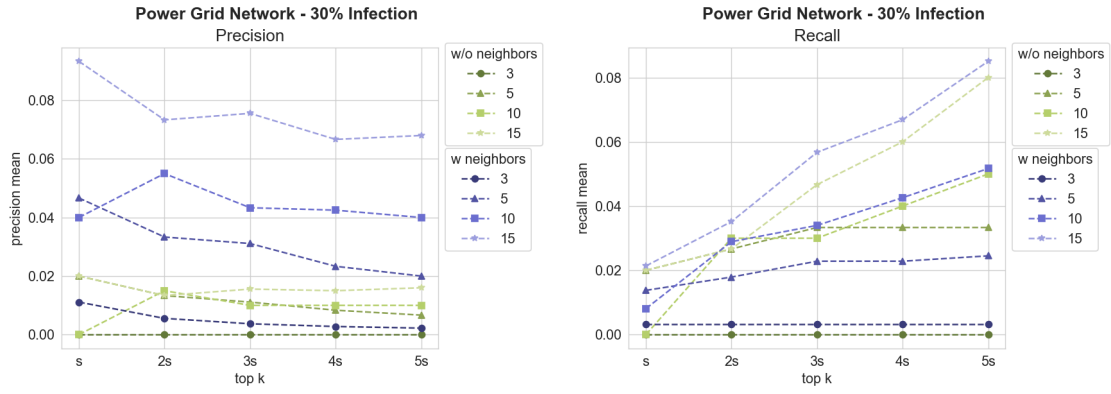 Power Grid Network - 30% Infection
Precision
precision mean
0.08
0.06
0.04
0.02
0.00
s 2s 3s 4s 5s
top k
w/o neighbors
3
5
10
15
w neighbors
3
5
10
15
Power Grid Network - 30% Infection
Recall
recall mean
0.08
0.06
0.04
0.02
0.00
s 2s 3s 4s 5s
top k
w/o neighbors
3
5
10
15
w neighbors
3
5
10
15